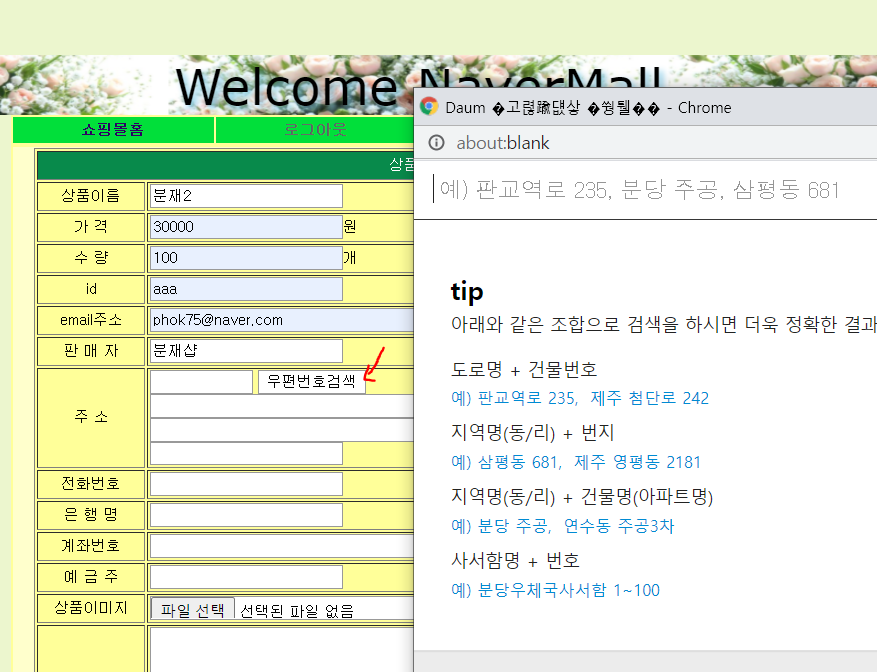 Welcome NaverMall
쇼핑몰홈
로그아웃
상품
상품이름
분재2
가 격
30000
원
수 량
100
개
id
aaa
email주소
phok75@naver.com
판 매 자
분재샵
우편번호검색
주 소
전화번호
은 행 명
계좌번호
예 금 주
상품이미지
파일 선택
선택된 파일 없음
Daum - Chrome
about:blank
예) 판교역로 235, 분당 주공, 삼평동 681
tip
아래와 같은 조합으로 검색을 하시면 더욱 정확한 결과
도로명 + 건물번호
예) 판교역로 235, 제주 첨단로 242
지역명(동/리) + 번지
예) 삼평동 681, 제주 영평동 2181
지역명(동/리) + 건물명(아파트명)
예) 분당 주공, 연수동 주공3차
사서함명 + 번호
예) 분당우체국사서함 1~100